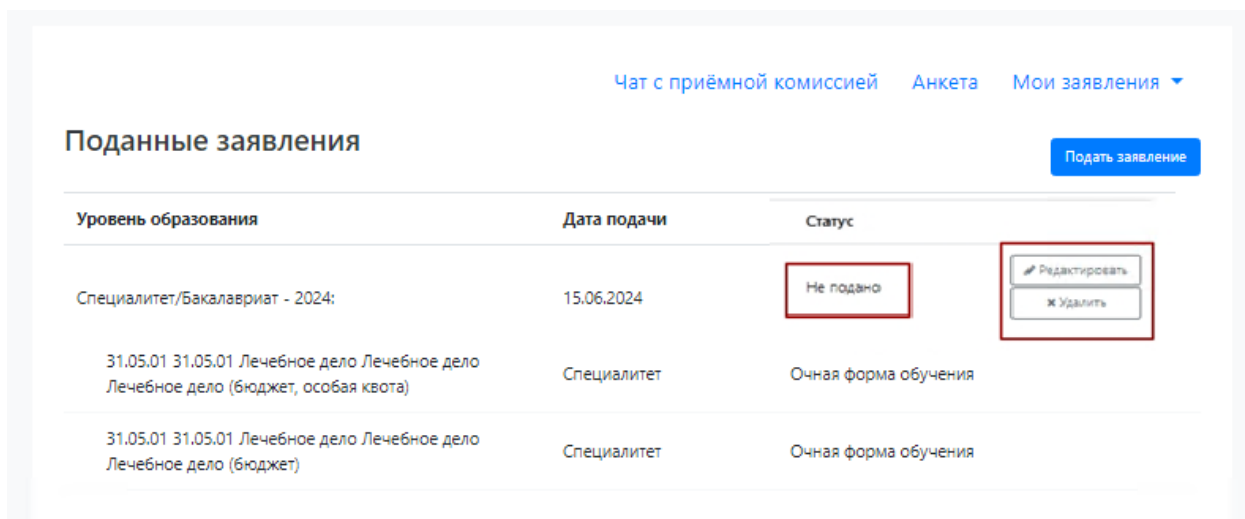 Чат с приёмной комиссией Анкета Мои заявления
Поданные заявления
Подать заявление
Уровень образования Дата подачи Статус
Редактировать
Специалитет/Бакалавриат - 2024: 15.06.2024 Не подано
Удалить
31.05.01 31.05.01 Лечебное дело Лечебное дело
Лечебное дело (бюджет, особая квота) Специалитет Очная форма обучения
31.05.01 31.05.01 Лечебное дело Лечебное дело
Лечебное дело (бюджет) Специалитет Очная форма обучения